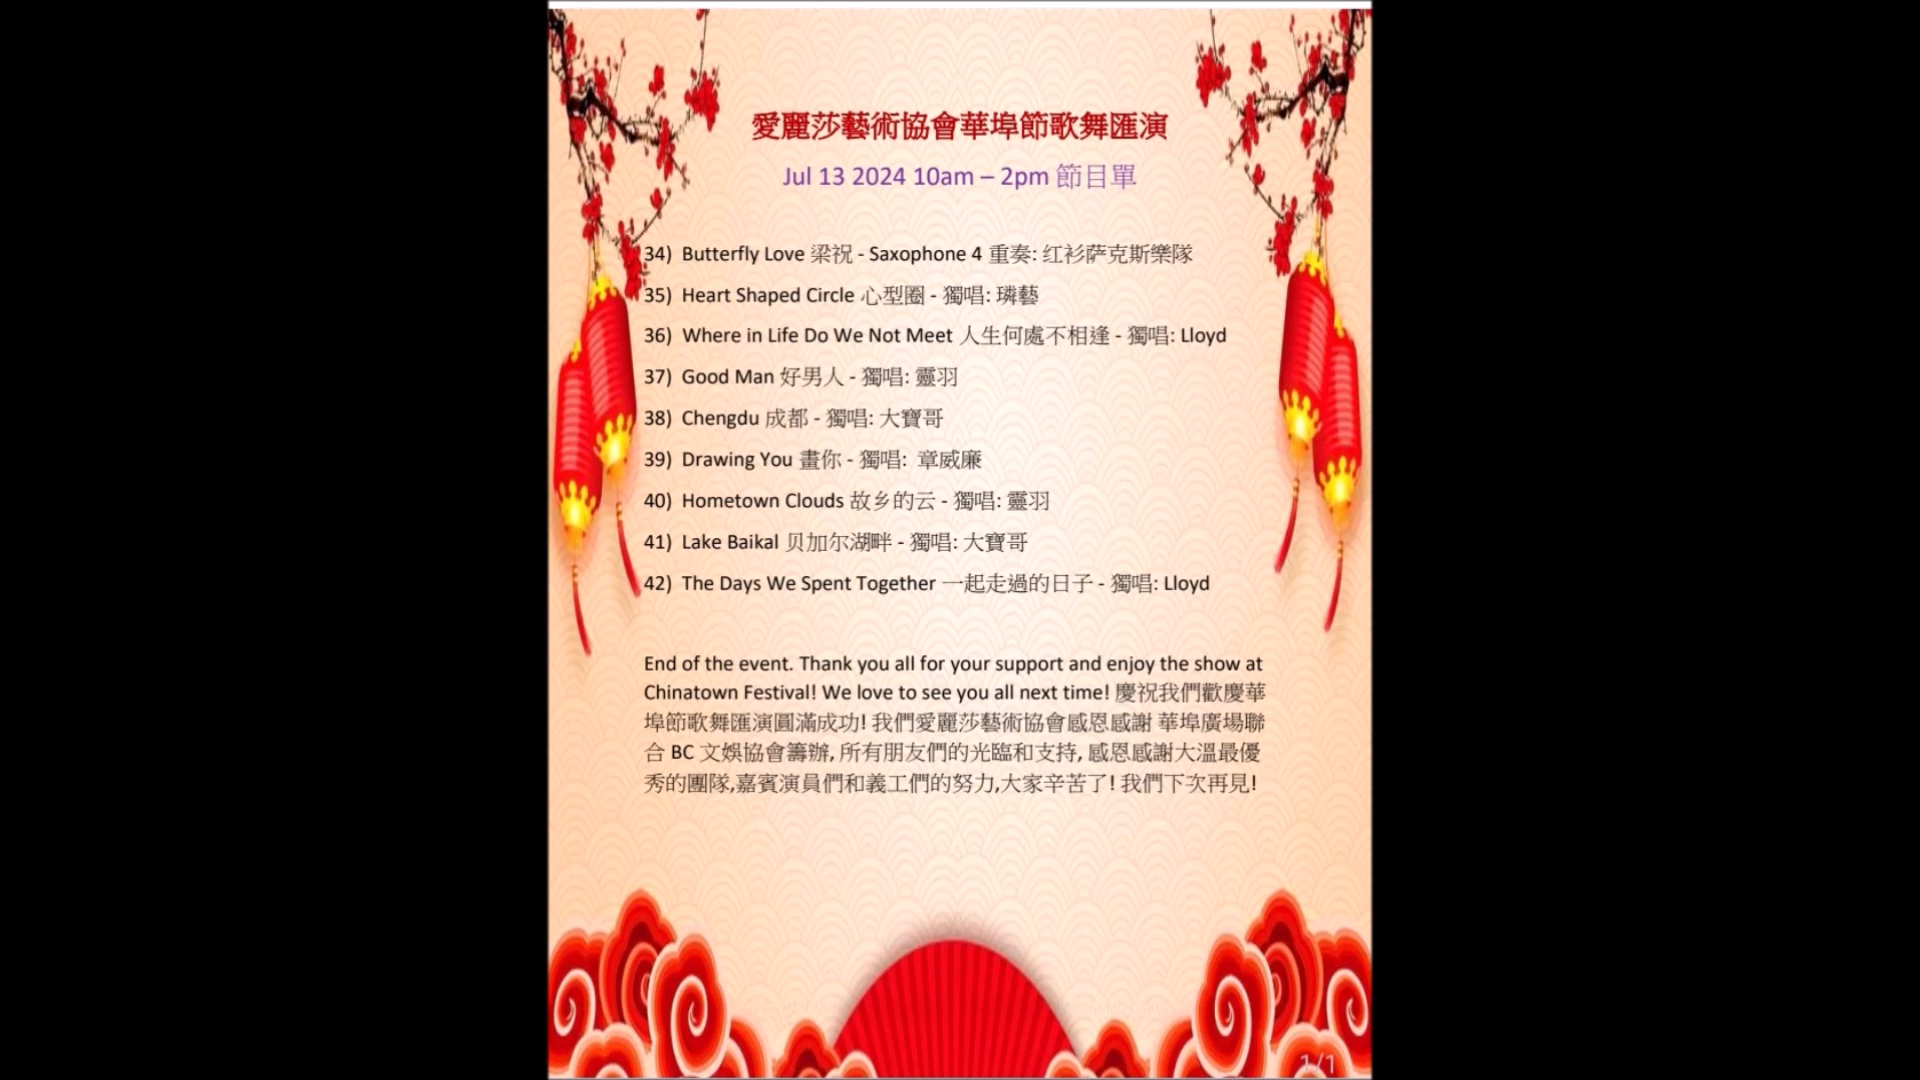 愛麗莎藝術協會華埠節歌舞匯演
Jul 13 2024 10am – 2pm 節目單
34) Butterfly Love 梁祝 - Saxophone 4 重奏: 红衫萨克斯樂隊
35) Heart Shaped Circle 心型圈 - 獨唱: 璘藝
36) Where in Life Do We Not Meet 人生何處不相逢 - 獨唱: Lloyd
37) Good Man 好男人 - 獨唱: 靈羽
38) Chengdu 成都 - 獨唱: 大寶哥
39) Drawing You 畫你 - 獨唱: 章威廉
40) Hometown Clouds 故乡的云 - 獨唱: 靈羽
41) Lake Baikal 贝加尔湖畔 - 獨唱: 大寶哥
42) The Days We Spent Together 一起走過的日子 - 獨唱: Lloyd
End of the event. Thank you all for your support and enjoy the show at
Chinatown Festival! We love to see you all next time! 慶祝我們歡慶華
埠節歌舞匯演圓滿成功! 我們愛麗莎藝術協會感恩感謝 華埠廣場聯
合 BC 文娛協會籌辦, 所有朋友們的光臨和支持, 感恩感謝大溫最優
秀的團隊,嘉賓演員們和義工們的努力,大家辛苦了! 我們下次再見!
1/1